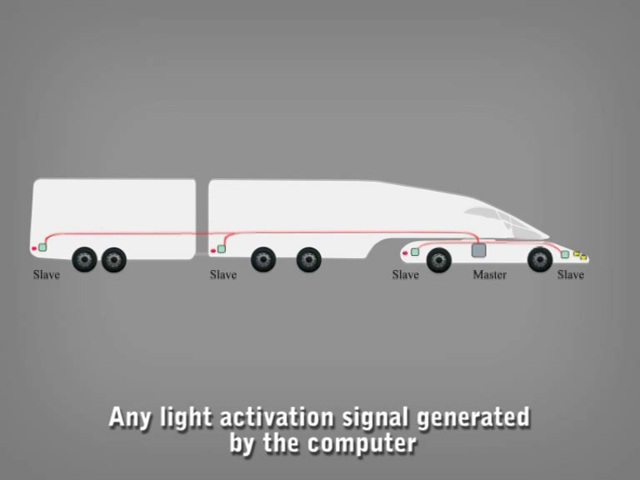 Slave Slave Slave Master Slave
Any light activation signal generated
by the computer